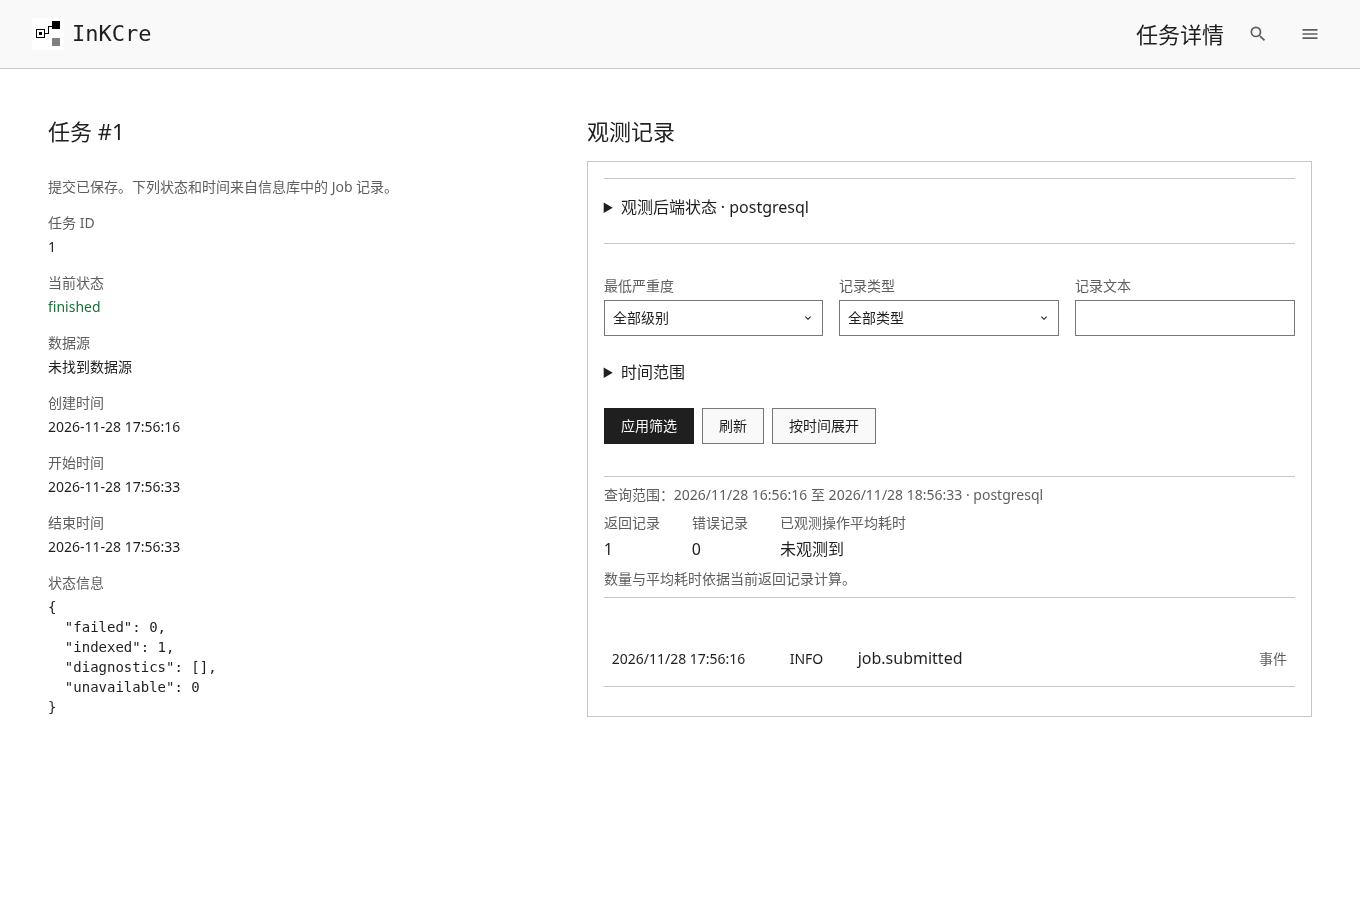 InKCre
任务详情
任务 #1
提交已保存。下列状态和时间来自信息库中的 Job 记录。
任务 ID
1
当前状态
finished
数据源
未找到数据源
创建时间
2026-11-28 17:56:16
开始时间
2026-11-28 17:56:33
结束时间
2026-11-28 17:56:33
状态信息
{
  "failed": 0,
  "indexed": 1,
  "diagnostics": [],
  "unavailable": 0
}
观测记录
观测后端状态 · postgresql
最低严重度 记录类型 记录文本
全部级别 全部类型
时间范围
应用筛选 刷新 按时间展开
查询范围：2026/11/28 16:56:16 至 2026/11/28 18:56:33 · postgresql
返回记录 错误记录 已观测操作平均耗时
1 0 未观测到
数量与平均耗时依据当前返回记录计算。
2026/11/28 17:56:16 INFO job.submitted 事件